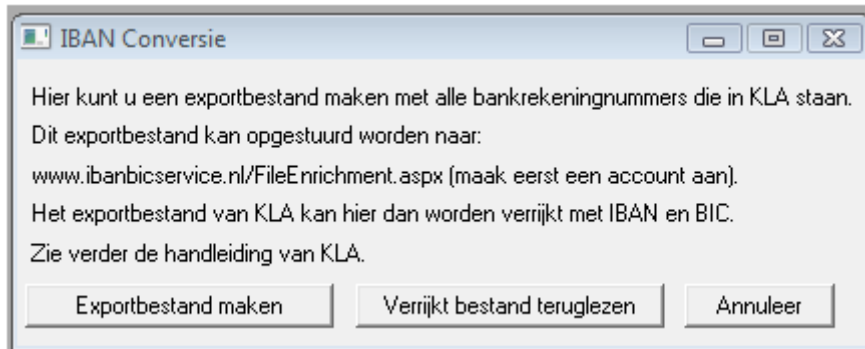 IBAN Conversie
Hier kunt u een exportbestand maken met alle bankrekeningnummers die in KLA staan.
Dit exportbestand kan opgestuurd worden naar:
www.ibanbicservice.nl/FileEnrichment.aspx (maak eerst een account aan).
Het exportbestand van KLA kan hier dan worden verrijkt met IBAN en BIC.
Zie verder de handleiding van KLA.
Exportbestand maken Verrijkt bestand teruglezen Annuleer